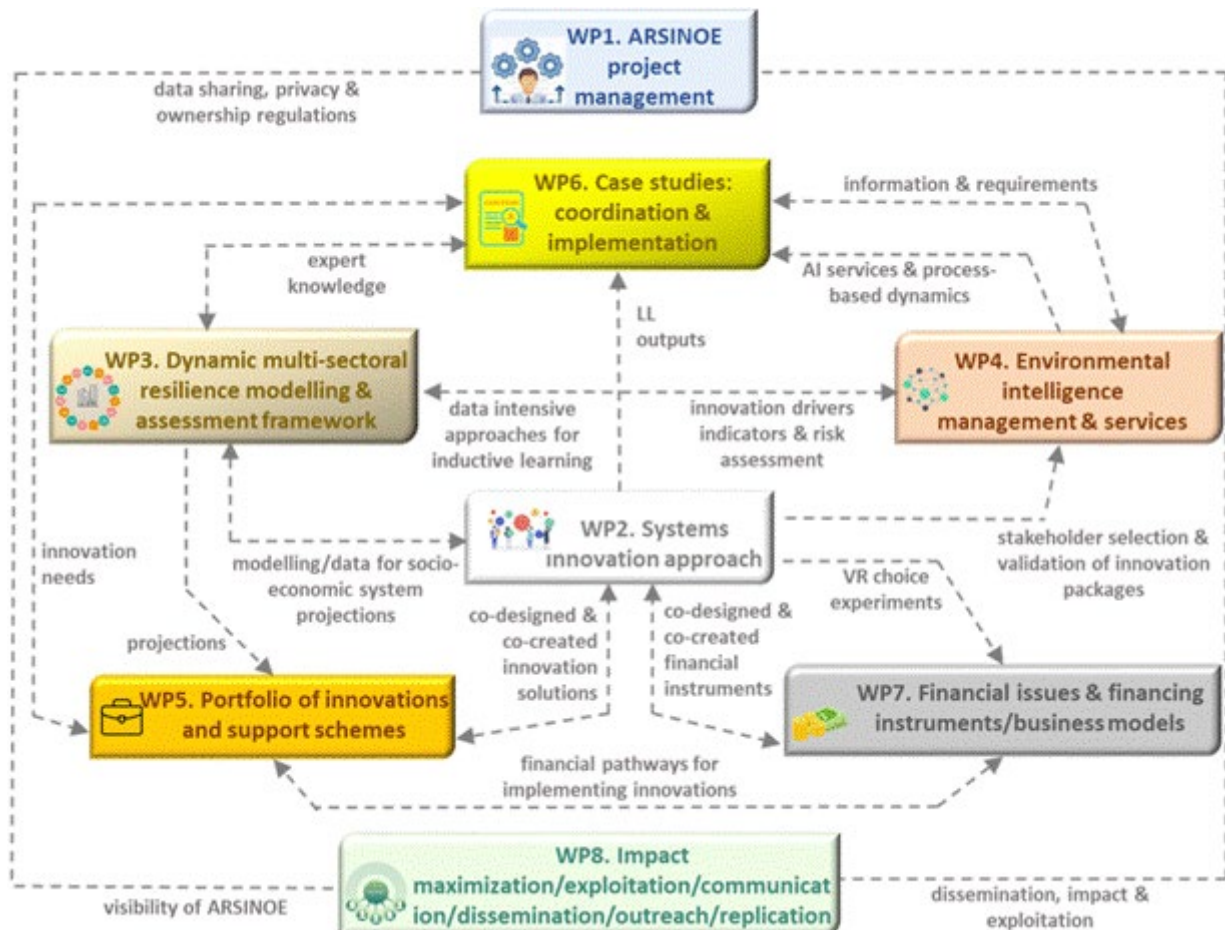 WP1. ARSINOE
project
management
data sharing, privacy &
ownership regulations
WP6. Case studies:
coordination &
implementation
information & requirements
expert
knowledge
AI services & process-
based dynamics
LL
outputs
WP3. Dynamic multi-sectoral
resilience modelling &
assessment framework
WP4. Environmental
intelligence
management & services
data intensive
approaches for
inductive learning
innovation drivers
indicators & risk
assessment
WP2. Systems
innovation approach
innovation
needs
modelling/data for socio-
economic system
projections
stakeholder selection &
validation of innovation
packages
VR choice
experiments
projections
co-designed &
co-created
innovation
solutions
co-designed &
co-created
financial
instruments
WP5. Portfolio of innovations
and support schemes
WP7. Financial issues & financing
instruments/business models
financial pathways for
implementing innovations
WP8. Impact
maximization/exploitation/communicat
ion/dissemination/outreach/replication
visibility of ARSINOE
dissemination, impact &
exploitation